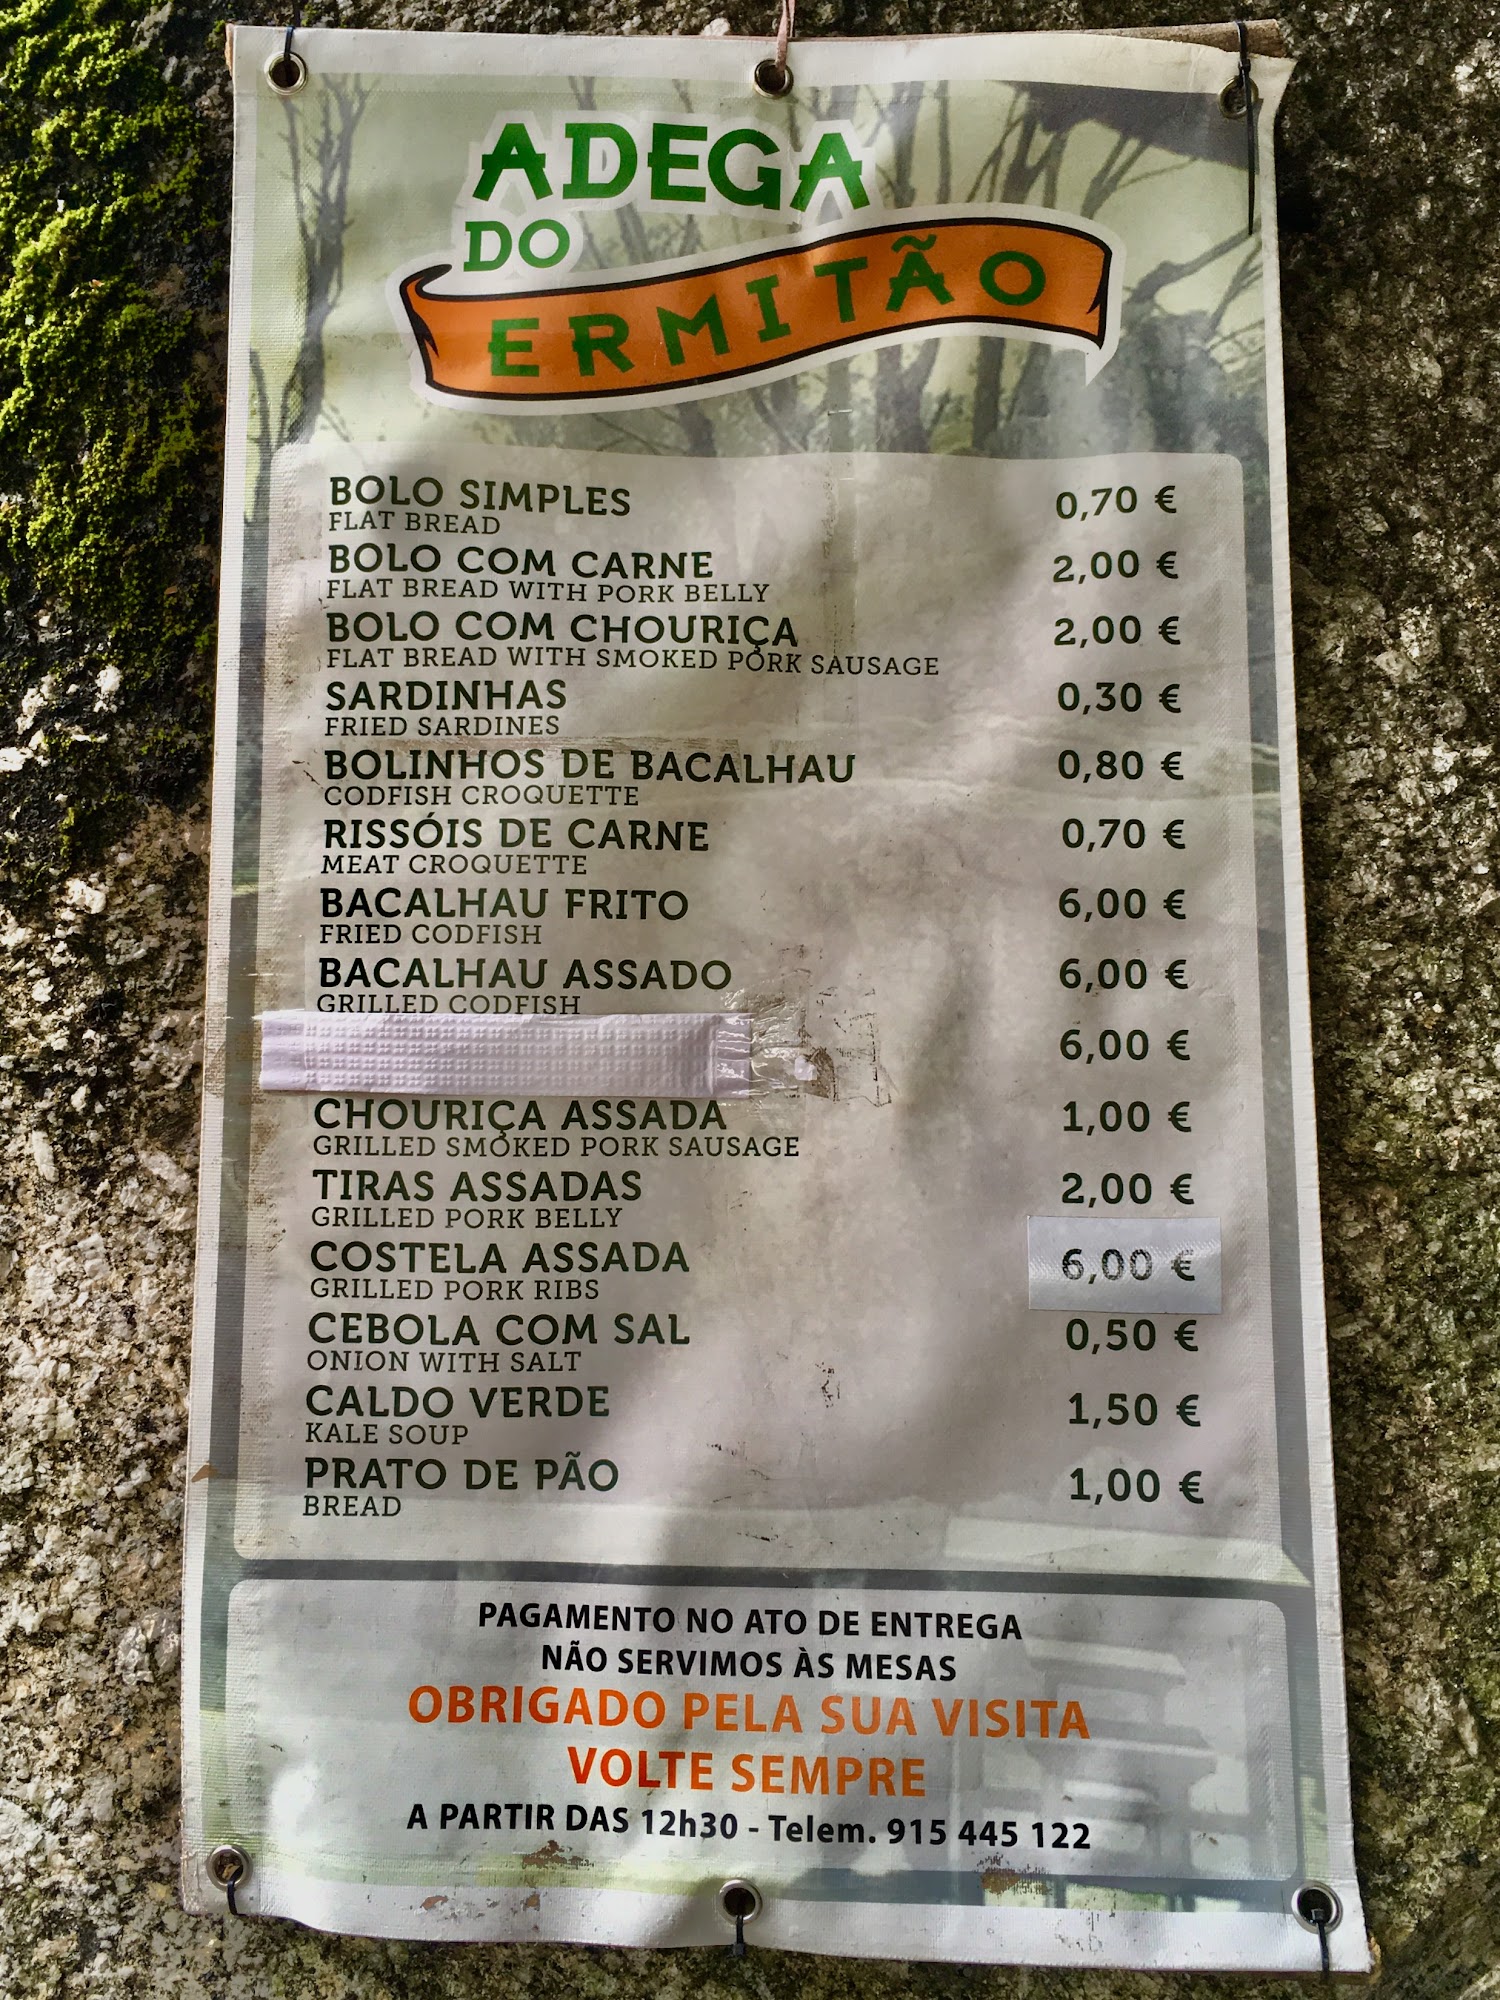 ADEGA
DO
ERMITÃO
BOLO SIMPLES 0,70 €
FLAT BREAD
BOLO COM CARNE 2,00 €
FLAT BREAD WITH PORK BELLY
BOLO COM CHOURIÇA 2,00 €
FLAT BREAD WITH SMOKED PORK SAUSAGE
SARDINHAS 0,30 €
FRIED SARDINES
BOLINHOS DE BACALHAU 0,80 €
CODFISH CROQUETTE
RISSÓIS DE CARNE 0,70 €
MEAT CROQUETTE
BACALHAU FRITO 6,00 €
FRIED CODFISH
BACALHAU ASSADO 6,00 €
GRILLED CODFISH
6,00 €
CHOURIÇA ASSADA 1,00 €
GRILLED SMOKED PORK SAUSAGE
TIRAS ASSADAS 2,00 €
GRILLED PORK BELLY
COSTELA ASSADA 6,00 €
GRILLED PORK RIBS
CEBOLA COM SAL 0,50 €
ONION WITH SALT
CALDO VERDE 1,50 €
KALE SOUP
PRATO DE PÃO 1,00 €
BREAD
PAGAMENTO NO ATO DE ENTREGA
NÃO SERVIMOS ÀS MESAS
OBRIGADO PELA SUA VISITA
VOLTE SEMPRE
A PARTIR DAS 12h30 - Telem. 915 445 122